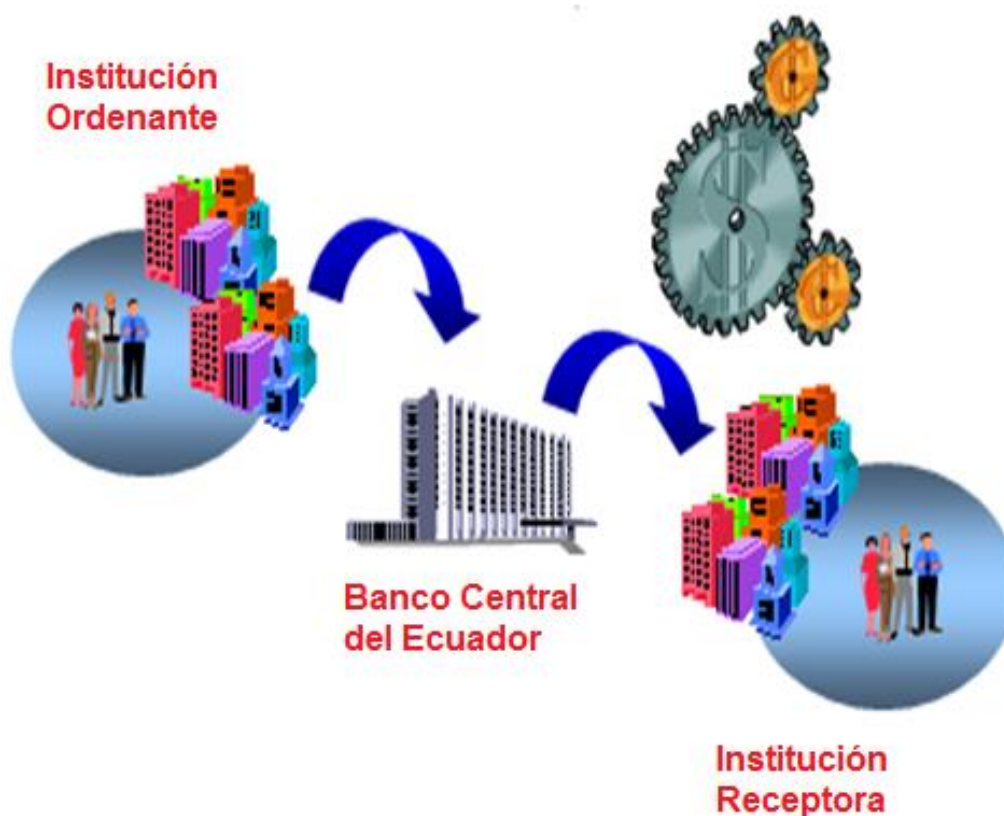 Institución
Ordenante
Banco Central
del Ecuador
Institución
Receptora